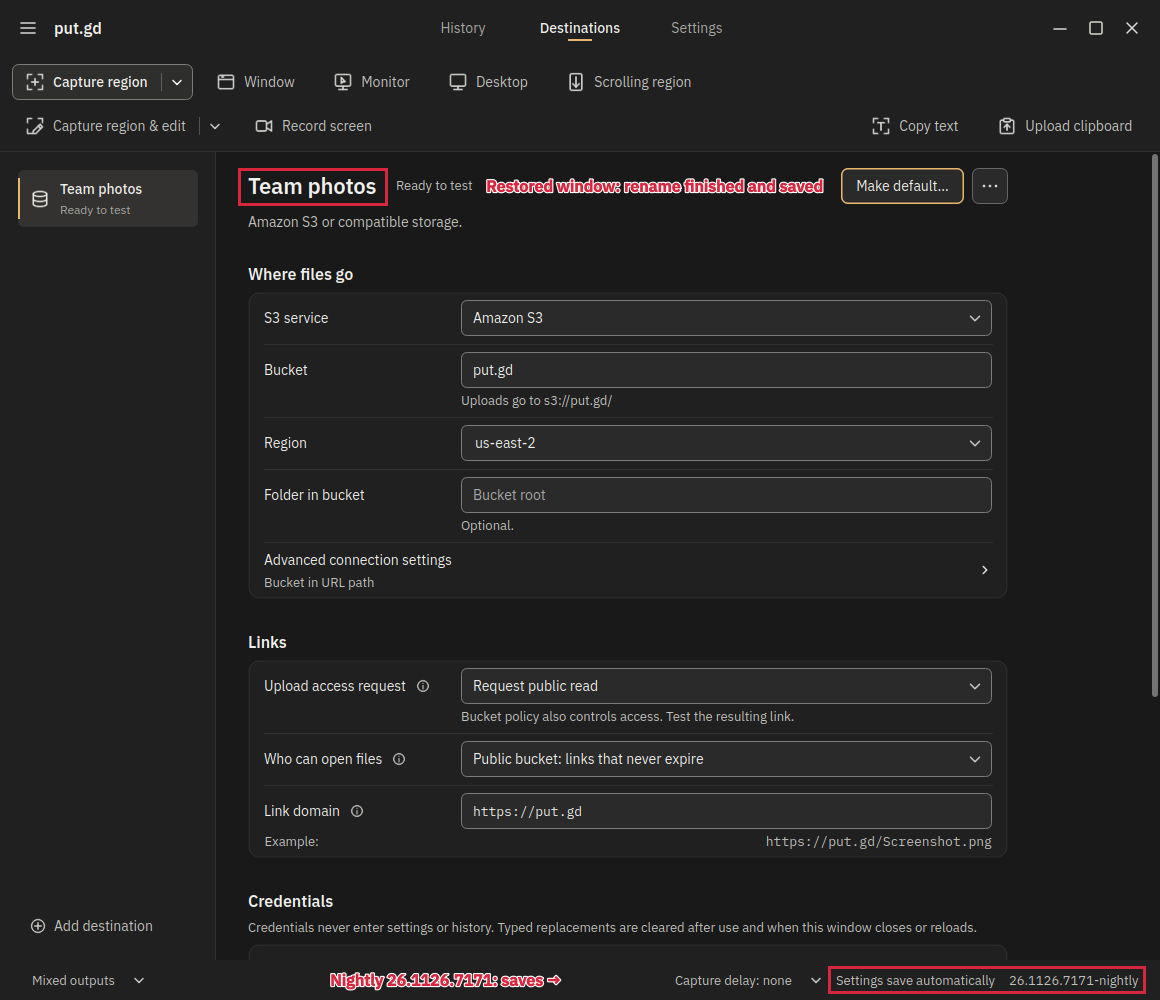 put.gd
History Destinations Settings
Capture region Window Monitor Desktop Scrolling region
Capture region & edit Record screen Copy text Upload clipboard
Team photos
Ready to test
Team photos Ready to test Restored window: rename finished and saved Make default...
Amazon S3 or compatible storage.
Where files go
S3 service Amazon S3
Bucket put.gd
Uploads go to s3://put.gd/
Region us-east-2
Folder in bucket Bucket root
Optional.
Advanced connection settings
Bucket in URL path
Links
Upload access request Request public read
Bucket policy also controls access. Test the resulting link.
Who can open files Public bucket: links that never expire
Link domain https://put.gd
Example: https://put.gd/Screenshot.png
Credentials
Credentials never enter settings or history. Typed replacements are cleared after use and when this window closes or reloads.
Add destination
Mixed outputs Nightly 26.1126.7171: saves → Capture delay: none Settings save automatically 26.1126.7171-nightly